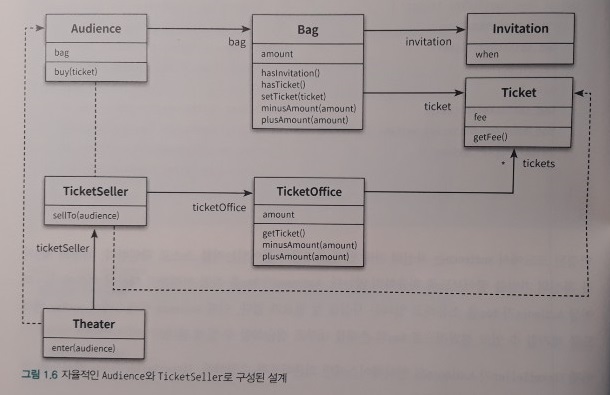 Audience
bag
buy(ticket)
bag
Bag
amount
hasInvitation()
hasTicket()
setTicket(ticket)
minusAmount(amount)
plusAmount(amount)
invitation
Invitation
when
ticket
Ticket
fee
getFee()
* tickets
TicketSeller
sellTo(audience)
ticketOffice
TicketOffice
amount
getTicket()
minusAmount(amount)
plusAmount(amount)
ticketSeller
Theater
enter(audience)
그림 1.6 자율적인 Audience와 TicketSeller로 구성된 설계